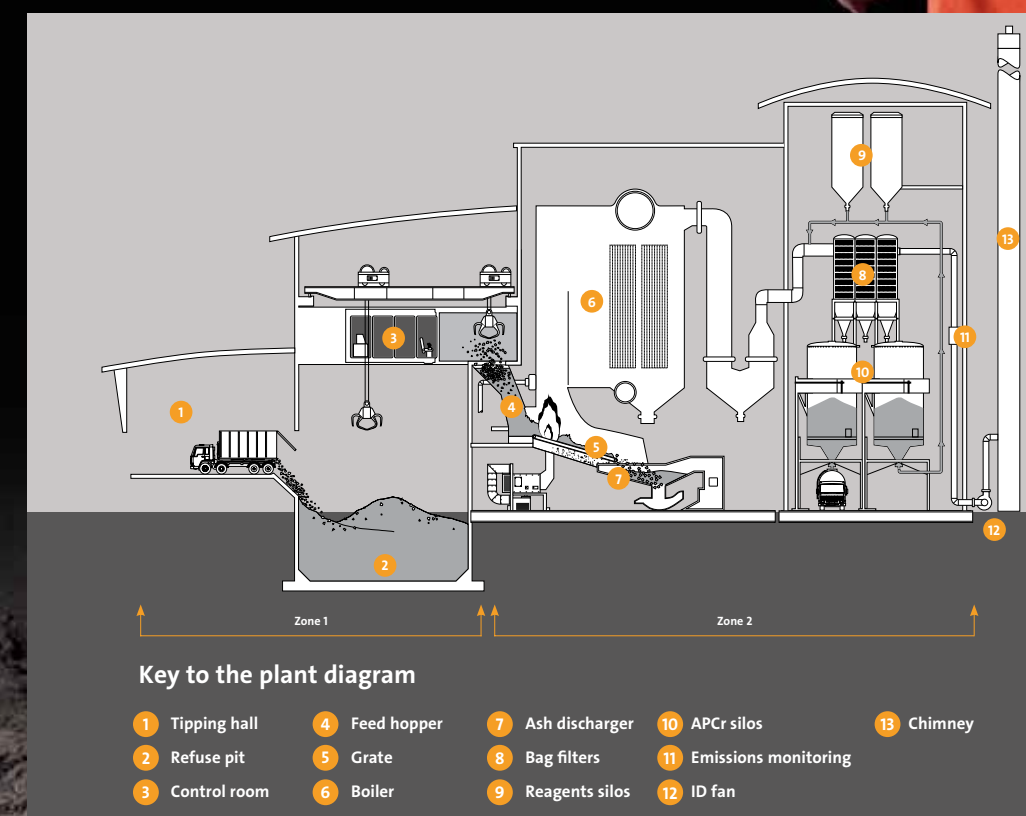 13
9
8
6
3
11
10
1
4
5
7
2
12
Zone 1
Zone 2
Key to the plant diagram
1 Tipping hall
2 Refuse pit
3 Control room
4 Feed hopper
5 Grate
6 Boiler
7 Ash discharger
8 Bag filters
9 Reagents silos
10 APCr silos
11 Emissions monitoring
12 ID fan
13 Chimney